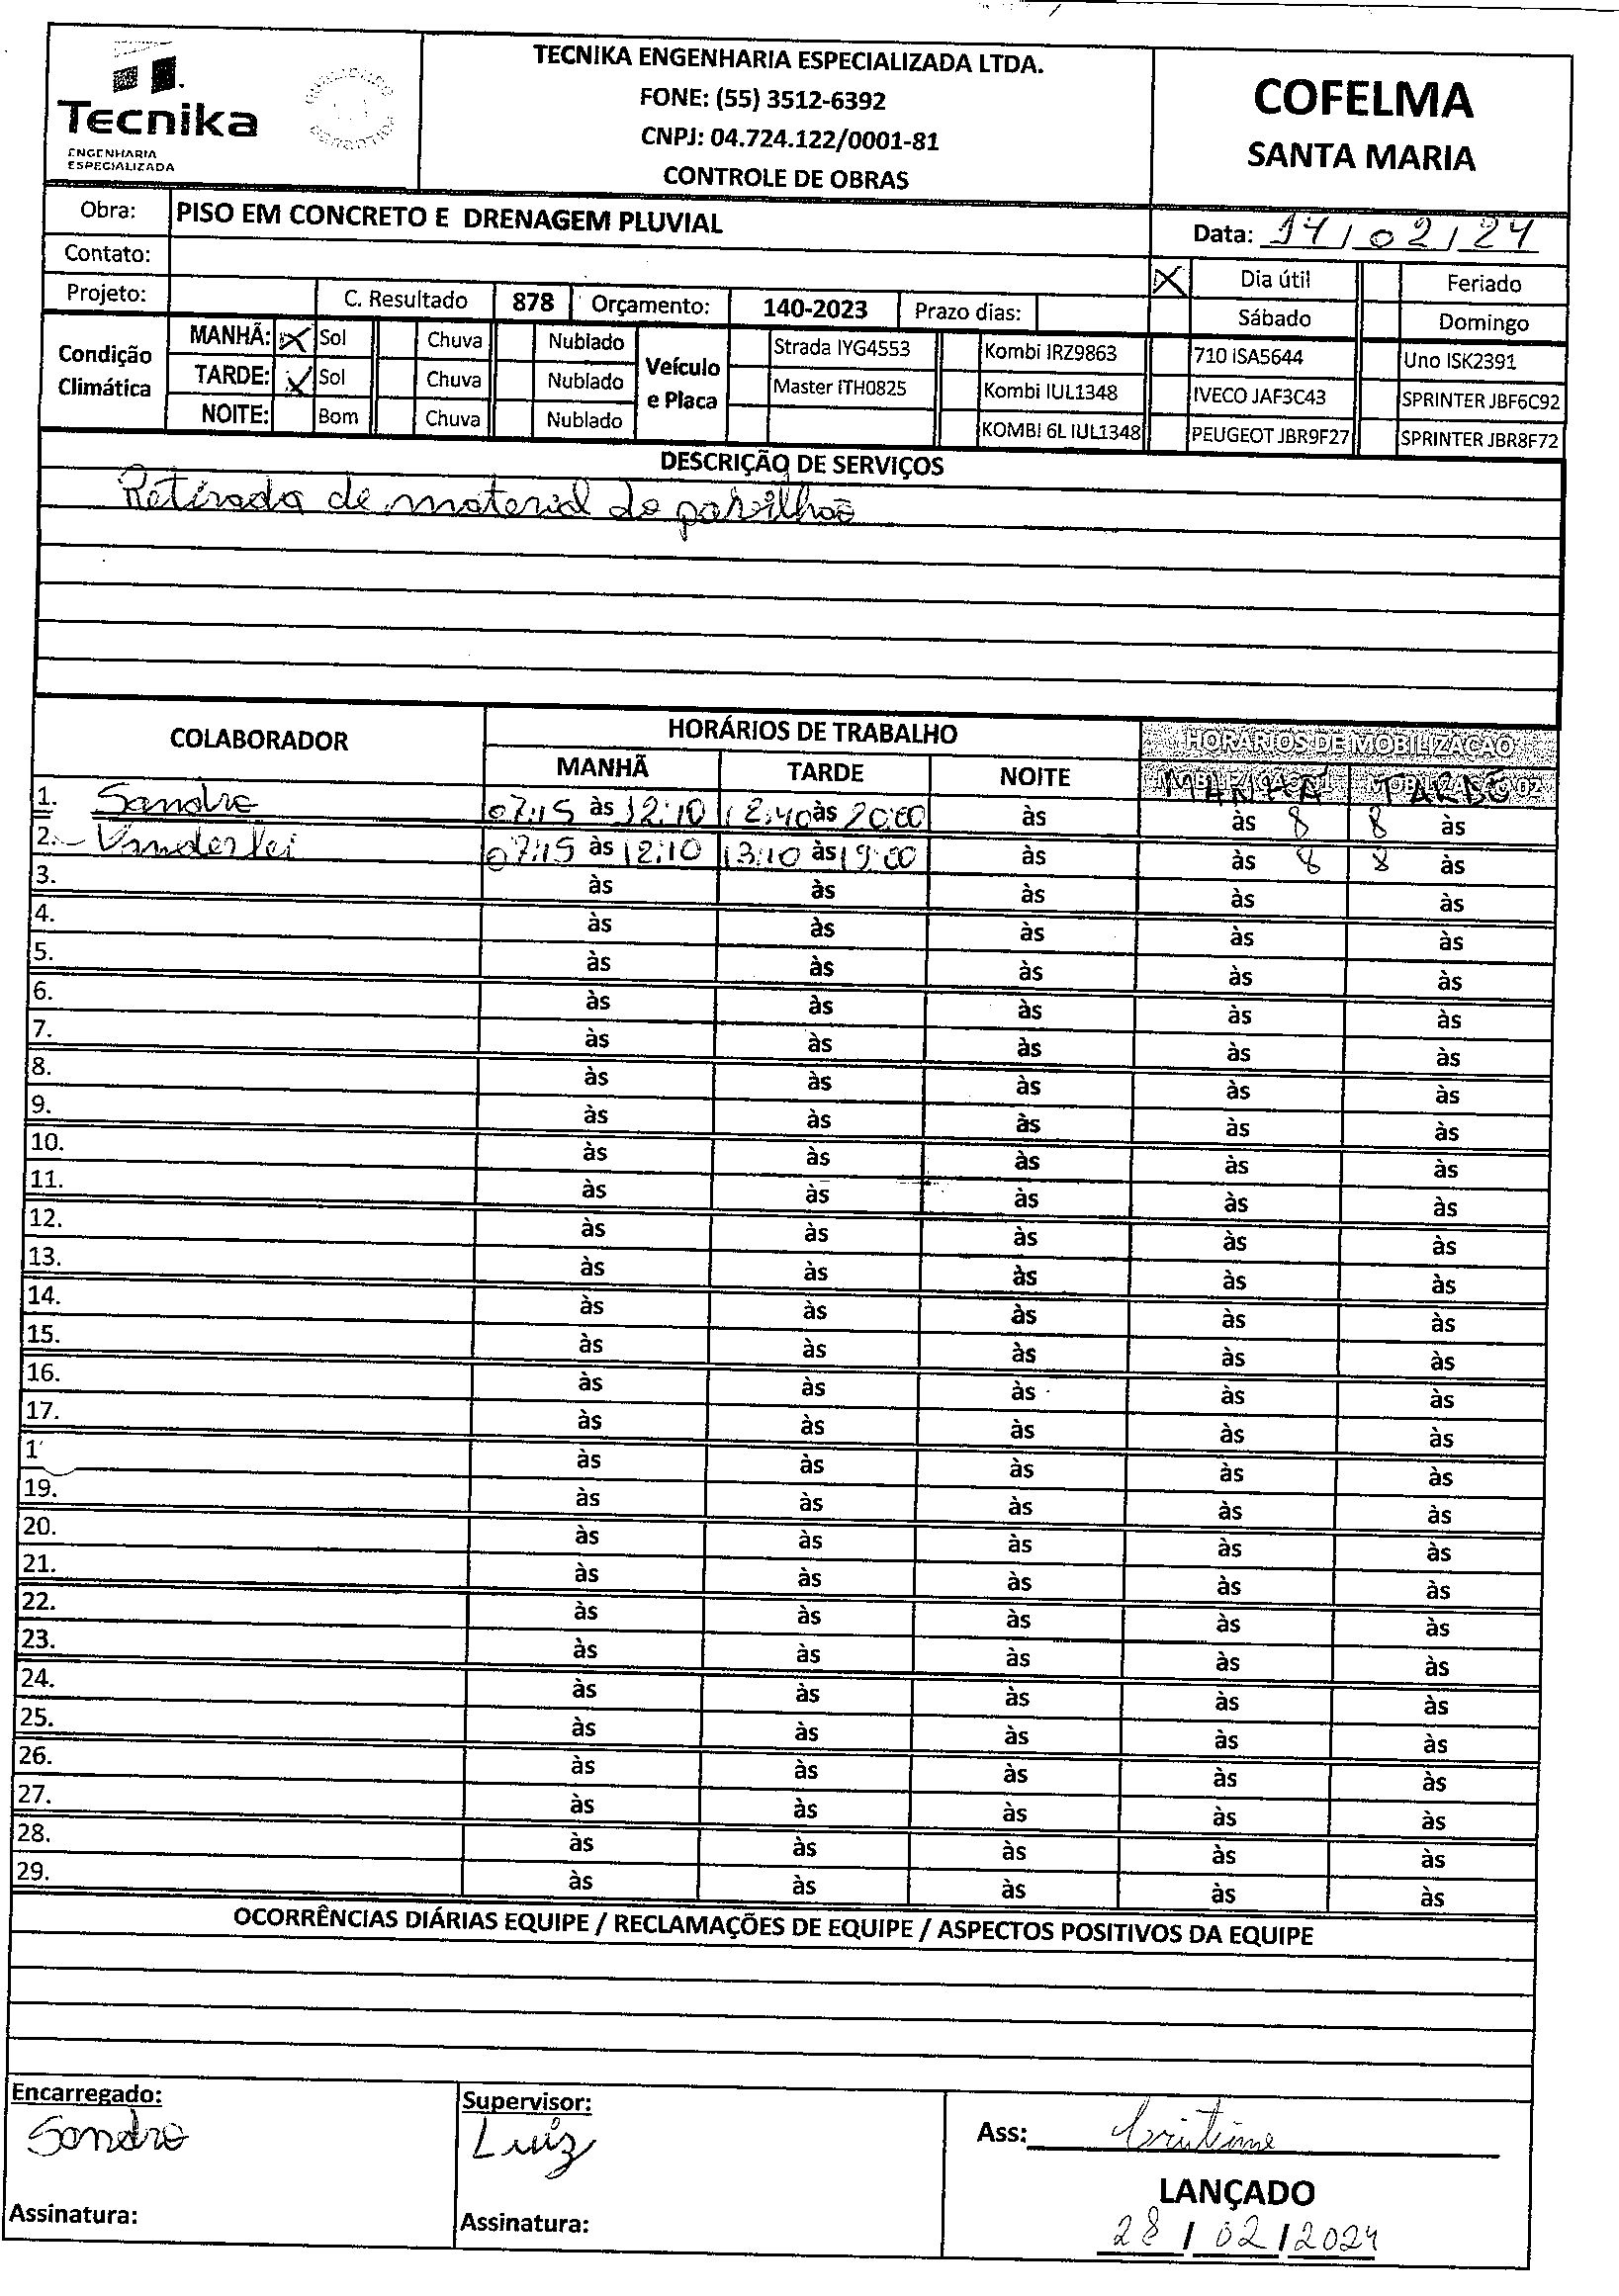 Tecnika
ENGENHARIA
ESPECIALIZADA
TECNIKA ENGENHARIA ESPECIALIZADA LTDA.
FONE: (55) 3512-6392
CNPJ: 04.724.122/0001-81
CONTROLE DE OBRAS
COFELMA
SANTA MARIA
Obra: PISO EM CONCRETO E DRENAGEM PLUVIAL
Data: 14/02/24
Contato:
X Dia útil Feriado
Projeto: C. Resultado 878 Orçamento: 140-2023 Prazo dias:
Sábado Domingo
Condição Climática
MANHÃ: X Sol Chuva Nublado
TARDE: X Sol Chuva Nublado
NOITE: Bom Chuva Nublado
Veículo e Placa
Strada IYG4553 Kombi IRZ9863 710 ISA5644 Uno ISK2391
Master ITH0825 Kombi IUL1348 IVECO JAF3C43 SPRINTER JBF6C92
KOMBI 6L IUL1348 PEUGEOT JBR9F27 SPRINTER JBR8F72
DESCRIÇÃO DE SERVIÇOS
Retirada de material do pavilhão
COLABORADOR HORÁRIOS DE TRABALHO HORÁRIOS DE MOBILIZAÇÃO
MANHÃ TARDE NOITE MANHÃ TARDE
1. Sandro 07:15 às 12:10 12:40 às 20:00 às às 8 8 às
2. Vanderlei 07:15 às 12:10 13:10 às 19:00 às às 8 8 às
3. às às às às às
4. às às às às às
5. às às às às às
6. às às às às às
7. às às às às às
8. às às às às às
9. às às às às às
10. às às às às às
11. às às às às às
12. às às às às às
13. às às às às às
14. às às às às às
15. às às às às às
16. às às às às às
17. às às às às às
1 às às às às às
19. às às às às às
20. às às às às às
21. às às às às às
22. às às às às às
23. às às às às às
24. às às às às às
25. às às às às às
26. às às às às às
27. às às às às às
28. às às às às às
29. às às às às às
OCORRÊNCIAS DIÁRIAS EQUIPE / RECLAMAÇÕES DE EQUIPE / ASPECTOS POSITIVOS DA EQUIPE
Encarregado:
Sandro
Assinatura:
Supervisor:
Luiz
Assinatura:
Ass:
LANÇADO
28/02/2024